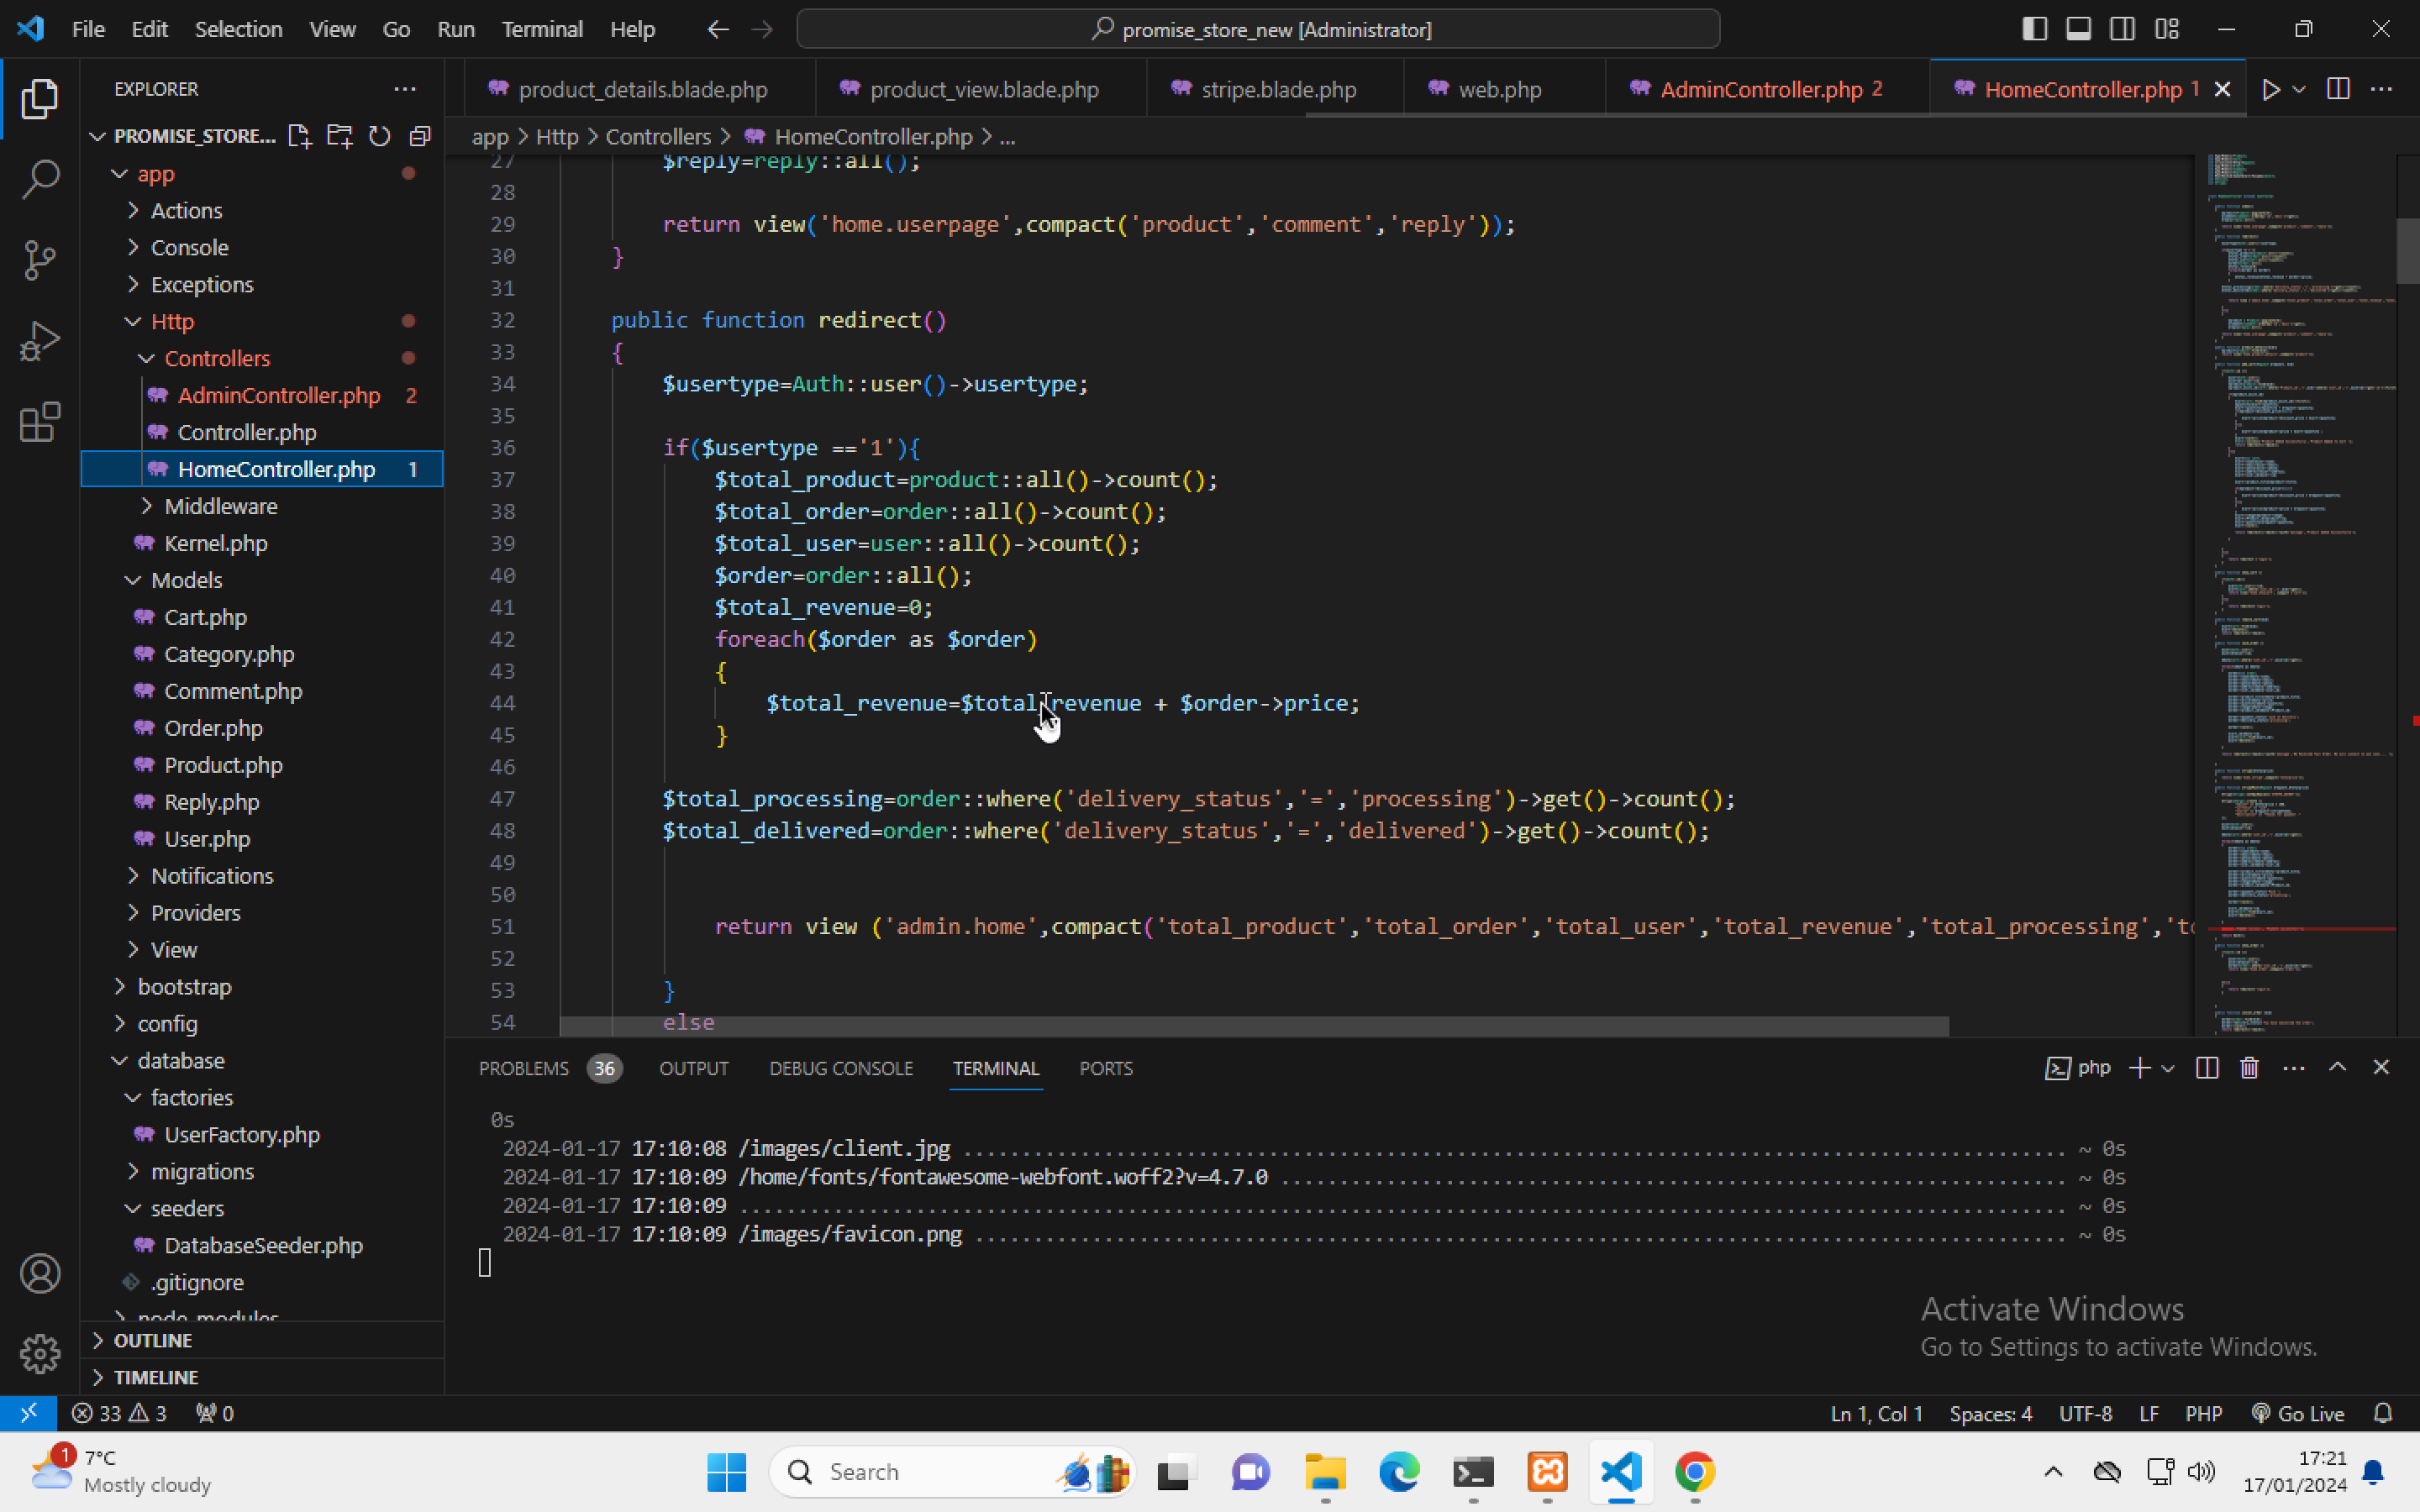 File Edit Selection View Go Run Terminal Help
promise_store_new [Administrator]
EXPLORER
product_details.blade.php product_view.blade.php stripe.blade.php web.php AdminController.php 2 HomeController.php 1
PROMISE_STORE...
app > Http > Controllers > HomeController.php > ...
app
Actions
Console
Exceptions
Http
Controllers
AdminController.php 2
Controller.php
HomeController.php 1
Middleware
Kernel.php
Models
Cart.php
Category.php
Comment.php
Order.php
Product.php
Reply.php
User.php
Notifications
Providers
View
bootstrap
config
database
factories
UserFactory.php
migrations
seeders
DatabaseSeeder.php
.gitignore
node_modules
OUTLINE
TIMELINE
27 $reply=reply::all();
28
29 return view('home.userpage',compact('product','comment','reply'));
30 }
31
32 public function redirect()
33 {
34 $usertype=Auth::user()->usertype;
35
36 if($usertype =='1'){
37 $total_product=product::all()->count();
38 $total_order=order::all()->count();
39 $total_user=user::all()->count();
40 $order=order::all();
41 $total_revenue=0;
42 foreach($order as $order)
43 {
44 $total_revenue=$total_revenue + $order->price;
45 }
46
47 $total_processing=order::where('delivery_status','=','processing')->get()->count();
48 $total_delivered=order::where('delivery_status','=','delivered')->get()->count();
49
50
51 return view ('admin.home',compact('total_product','total_order','total_user','total_revenue','total_processing','to
52
53 }
54 else
PROBLEMS 36 OUTPUT DEBUG CONSOLE TERMINAL PORTS
php
0s
2024-01-17 17:10:08 /images/client.jpg ~ 0s
2024-01-17 17:10:09 /home/fonts/fontawesome-webfont.woff2?v=4.7.0 ~ 0s
2024-01-17 17:10:09 ~ 0s
2024-01-17 17:10:09 /images/favicon.png ~ 0s
Activate Windows
Go to Settings to activate Windows.
33 3 0
Ln 1, Col 1 Spaces: 4 UTF-8 LF PHP Go Live
1
7°C
Mostly cloudy
Search
17:21
17/01/2024